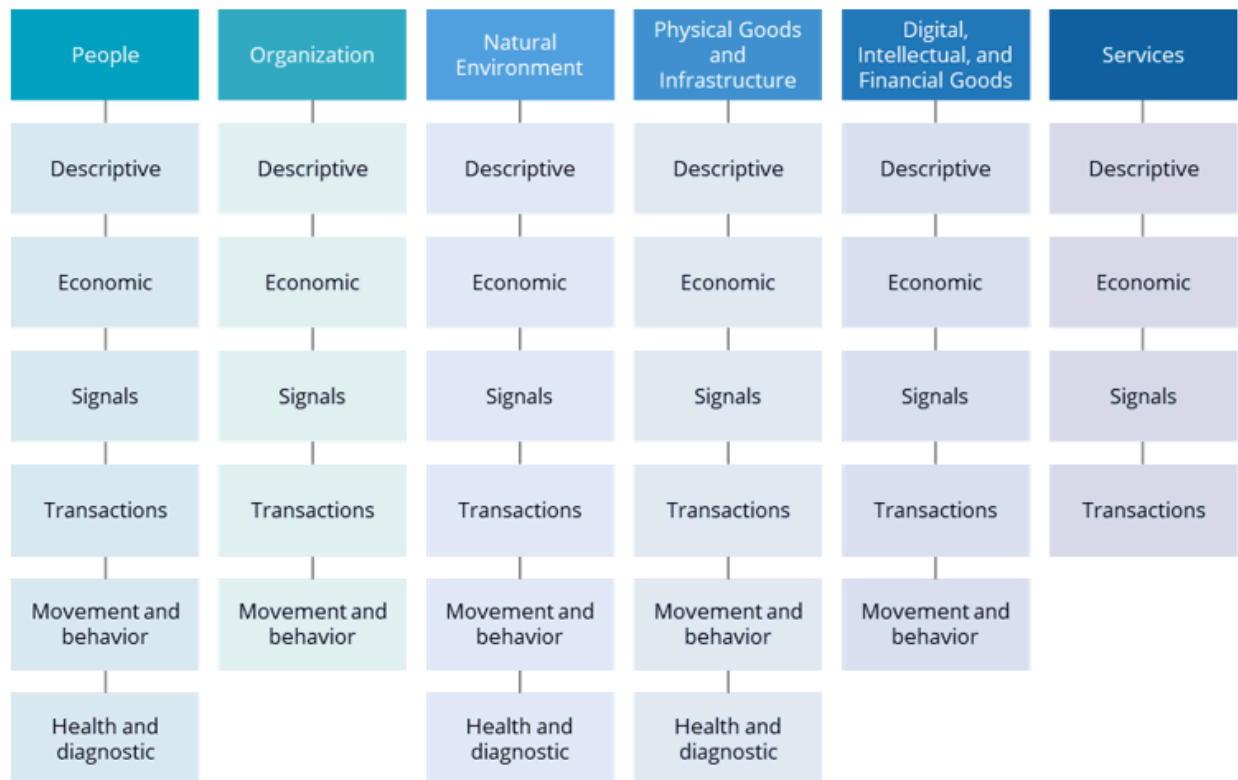 People
Organization
Natural
Environment
Physical Goods
and
Infrastructure
Digital,
Intellectual, and
Financial Goods
Services
Descriptive
Descriptive
Descriptive
Descriptive
Descriptive
Descriptive
Economic
Economic
Economic
Economic
Economic
Economic
Signals
Signals
Signals
Signals
Signals
Signals
Transactions
Transactions
Transactions
Transactions
Transactions
Transactions
Movement and
behavior
Movement and
behavior
Movement and
behavior
Movement and
behavior
Movement and
behavior
Health and
diagnostic
Health and
diagnostic
Health and
diagnostic